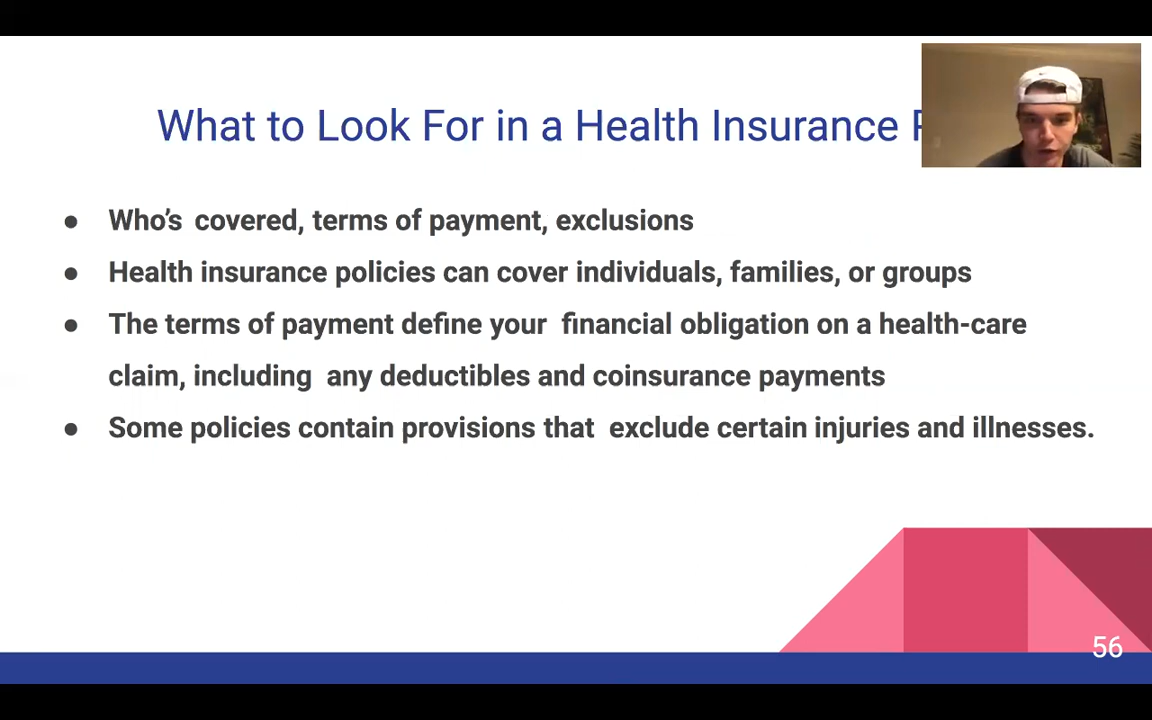 What to Look For in a Health Insurance
● Who’s covered, terms of payment, exclusions
● Health insurance policies can cover individuals, families, or groups
● The terms of payment define your financial obligation on a health-care
claim, including any deductibles and coinsurance payments
● Some policies contain provisions that exclude certain injuries and illnesses.
56